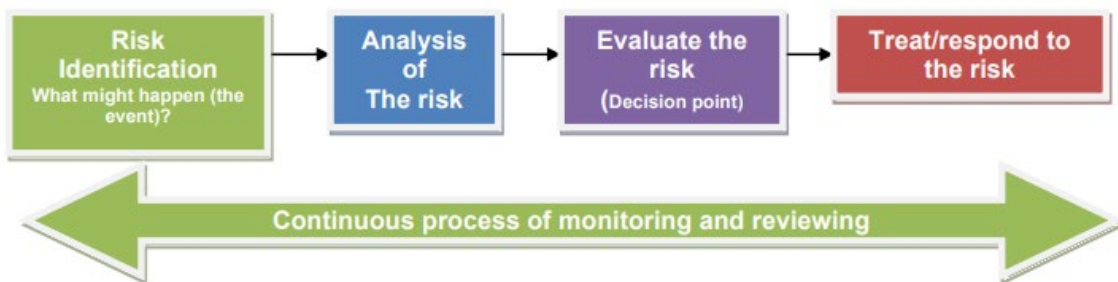 Risk
Identification
What might happen (the
event)?
Analysis
of
The risk
Evaluate the
risk
(Decision point)
Treat/respond to
the risk
Continuous process of monitoring and reviewing